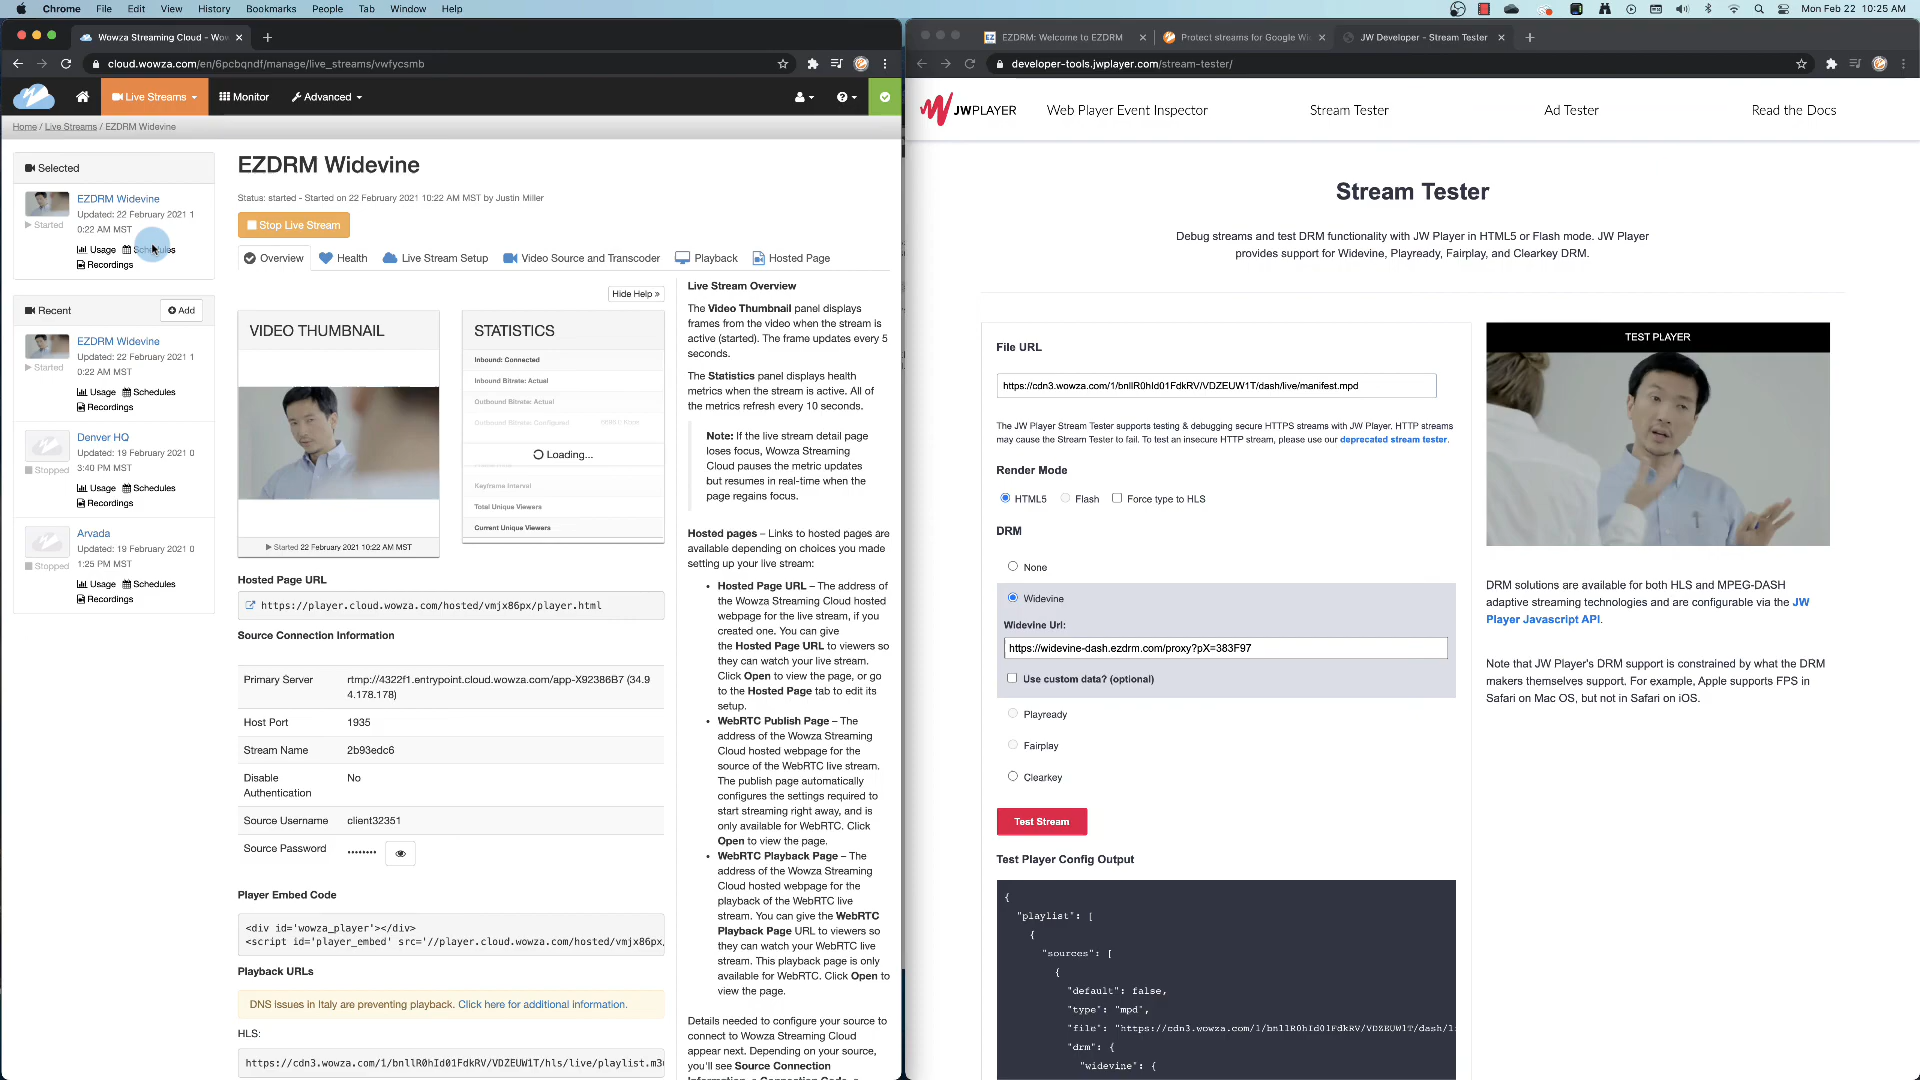 Chrome File Edit View History Bookmarks People Tab Window Help
Mon Feb 22 10:25 AM
Wowza Streaming Cloud - Wow
cloud.wowza.com/en/6pcbqndf/manage/live_streams/vwfycsmb
Live Streams Monitor Advanced
Home / Live Streams / EZDRM Widevine
Selected
EZDRM Widevine
Updated: 22 February 2021 1
0:22 AM MST
Started
Usage Schedules
Recordings
Recent
Add
EZDRM Widevine
Updated: 22 February 2021 1
0:22 AM MST
Started
Usage Schedules
Recordings
Denver HQ
Updated: 19 February 2021 0
3:40 PM MST
Stopped
Usage Schedules
Recordings
Arvada
Updated: 19 February 2021 0
1:25 PM MST
Stopped
Usage Schedules
Recordings
EZDRM Widevine
Status: started - Started on 22 February 2021 10:22 AM MST by Justin Miller
Stop Live Stream
Overview Health Live Stream Setup Video Source and Transcoder Playback Hosted Page
Hide Help »
VIDEO THUMBNAIL
Started 22 February 2021 10:22 AM MST
STATISTICS
Inbound: Connected
Inbound Bitrate: Actual
Outbound Bitrate: Actual
Outbound Bitrate: Configured
Loading...
Keyframe Interval
Total Unique Viewers
Current Unique Viewers
Hosted Page URL
https://player.cloud.wowza.com/hosted/vmjx86px/player.html
Source Connection Information
Primary Server rtmp://4322f1.entrypoint.cloud.wowza.com/app-X92386B7 (34.9
4.178.178)
Host Port 1935
Stream Name 2b93edc6
Disable No
Authentication
Source Username client32351
Source Password ••••••••
Player Embed Code
<div id='wowza_player'></div>
<script id='player_embed' src='//player.cloud.wowza.com/hosted/vmjx86px,
Playback URLs
DNS issues in Italy are preventing playback. Click here for additional information.
HLS:
https://cdn3.wowza.com/1/bnllR0hId01FdkRV/VDZEUW1T/hls/live/playlist.m3u
Live Stream Overview
The Video Thumbnail panel displays
frames from the video when the stream is
active (started). The frame updates every 5
seconds.
The Statistics panel displays health
metrics when the stream is active. All of
the metrics refresh every 10 seconds.
Note: If the live stream detail page
loses focus, Wowza Streaming
Cloud pauses the metric updates
but resumes in real-time when the
page regains focus.
Hosted pages – Links to hosted pages are
available depending on choices you made
setting up your live stream:
• Hosted Page URL – The address of
the Wowza Streaming Cloud hosted
webpage for the live stream, if you
created one. You can give
the Hosted Page URL to viewers so
they can watch your live stream.
Click Open to view the page, or go
to the Hosted Page tab to edit its
setup.
• WebRTC Publish Page – The
address of the Wowza Streaming
Cloud hosted webpage for the
source of the WebRTC live stream.
The publish page automatically
configures the settings required to
start streaming right away, and is
only available for WebRTC. Click
Open to view the page.
• WebRTC Playback Page – The
address of the Wowza Streaming
Cloud hosted webpage for the
playback of the WebRTC live
stream. You can give the WebRTC
Playback Page URL to viewers so
they can watch your WebRTC live
stream. This playback page is only
available for WebRTC. Click Open to
view the page.
Details needed to configure your source to
connect to Wowza Streaming Cloud
appear next. Depending on your source,
you'll see Source Connection
EZDRM: Welcome to EZDRM
Protect streams for Google Wi
JW Developer - Stream Tester
developer-tools.jwplayer.com/stream-tester/
JWPLAYER Web Player Event Inspector Stream Tester Ad Tester Read the Docs
Stream Tester
Debug streams and test DRM functionality with JW Player in HTML5 or Flash mode. JW Player
provides support for Widevine, Playready, Fairplay, and Clearkey DRM.
File URL
https://cdn3.wowza.com/1/bnllR0hId01FdkRV/VDZEUW1T/dash/live/manifest.mpd
The JW Player Stream Tester supports testing & debugging secure HTTPS streams with JW Player. HTTP streams
may cause the Stream Tester to fail. To test an insecure HTTP stream, please use our deprecated stream tester.
Render Mode
HTML5 Flash Force type to HLS
DRM
None
Widevine
Widevine Url:
https://widevine-dash.ezdrm.com/proxy?pX=383F97
Use custom data? (optional)
Playready
Fairplay
Clearkey
Test Stream
Test Player Config Output
{
"playlist": [
{
"sources": [
{
"default": false,
"type": "mpd",
"file": "https://cdn3.wowza.com/1/bnllR0hId01FdkRV/VDZEUW1T/dash/li
"drm": {
"widevine": {
TEST PLAYER
DRM solutions are available for both HLS and MPEG-DASH
adaptive streaming technologies and are configurable via the JW
Player Javascript API.
Note that JW Player's DRM support is constrained by what the DRM
makers themselves support. For example, Apple supports FPS in
Safari on Mac OS, but not in Safari on iOS.